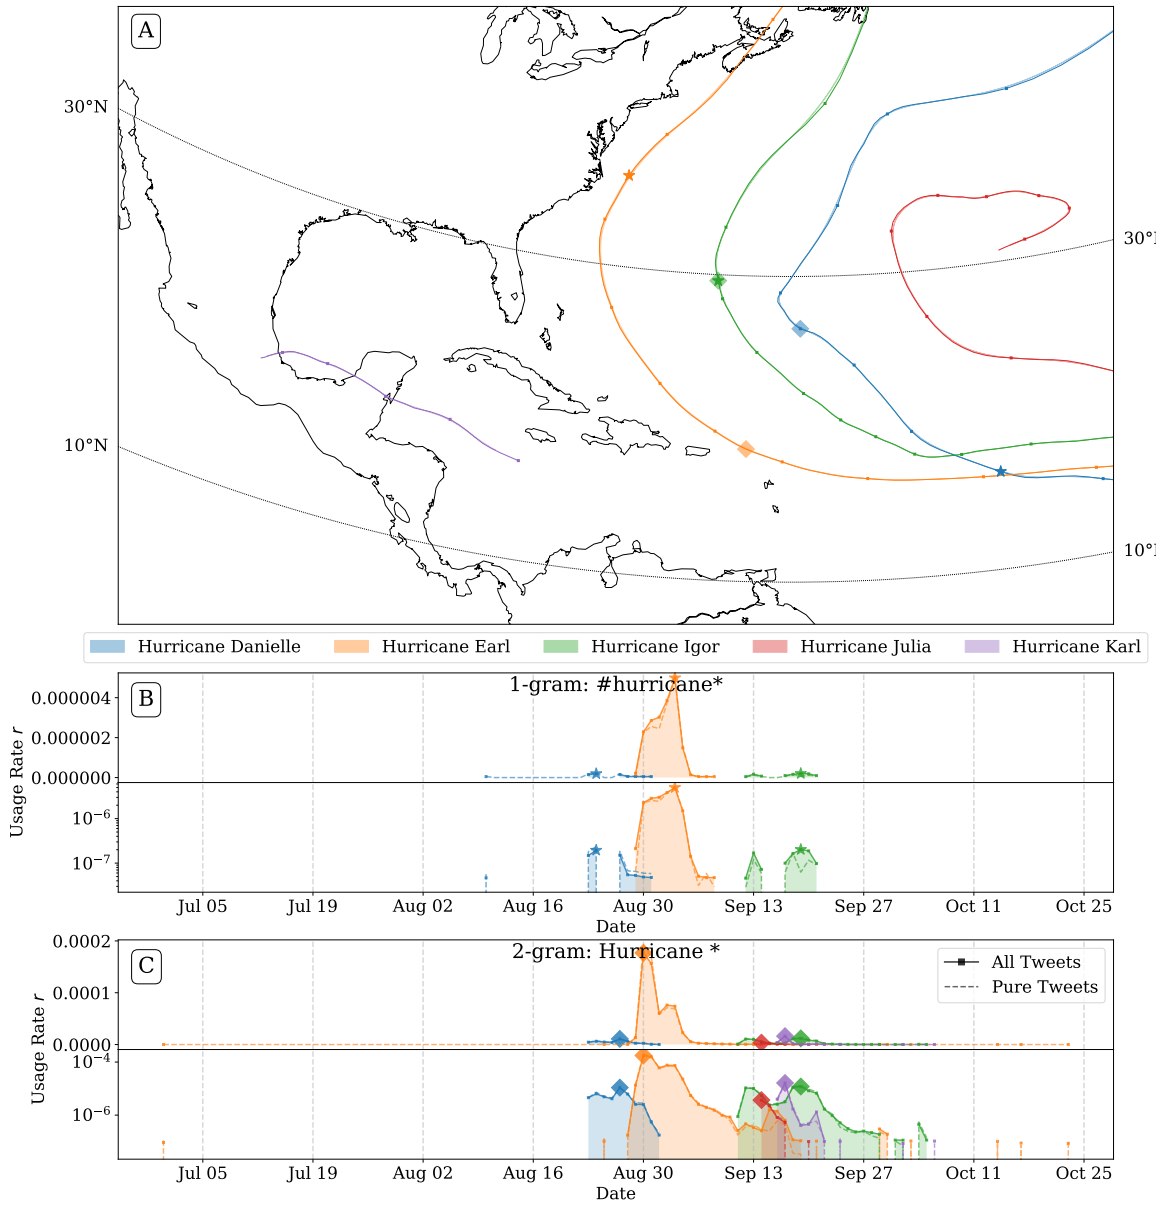 A
30°N
30°
10°N
10°
Hurricane Danielle
Hurricane Earl
Hurricane Igor
Hurricane Julia
Hurricane Karl
B
1-gram: #hurricane*
Usage Rate r
0.000004
0.000002
0.000000
10⁻⁶
10⁻⁷
Jul 05
Jul 19
Aug 02
Aug 16
Aug 30
Sep 13
Sep 27
Oct 11
Oct 25
Date
C
2-gram: Hurricane *
All Tweets
Pure Tweets
Usage Rate r
0.0002
0.0001
0.0000
10⁻⁴
10⁻⁶
Jul 05
Jul 19
Aug 02
Aug 16
Aug 30
Sep 13
Sep 27
Oct 11
Oct 25
Date